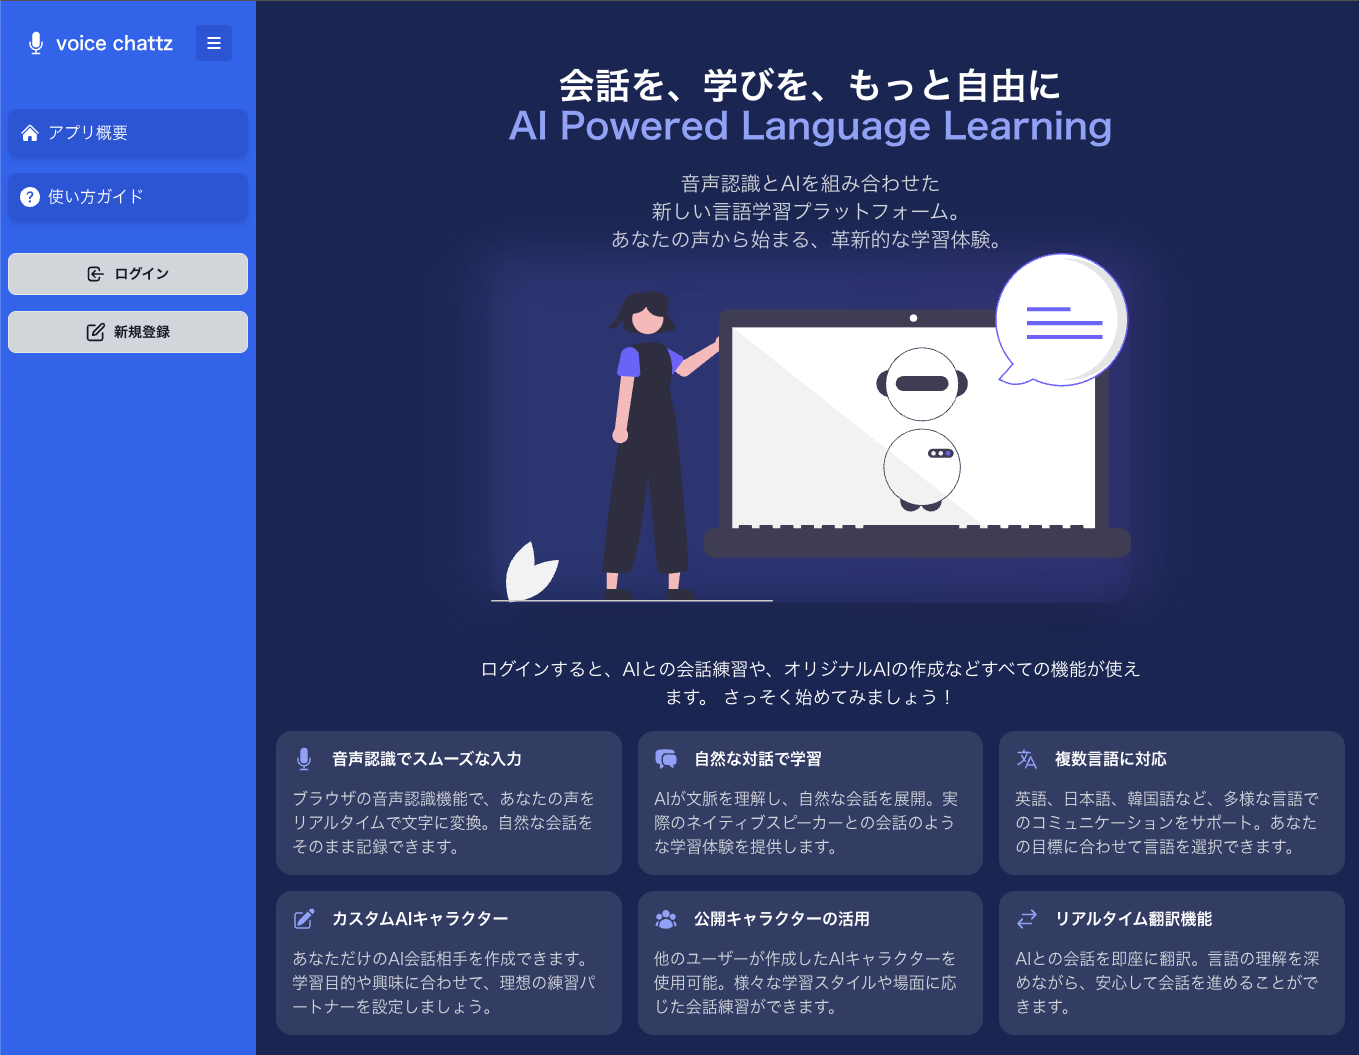 voice chattz
アプリ概要
使い方ガイド
ログイン
新規登録
会話を、学びを、もっと自由に
AI Powered Language Learning
音声認識とAIを組み合わせた
新しい言語学習プラットフォーム。
あなたの声から始まる、革新的な学習体験。
ログインすると、AIとの会話練習や、オリジナルAIの作成などすべての機能が使え
ます。 さっそく始めてみましょう！
音声認識でスムーズな入力
ブラウザの音声認識機能で、あなたの声を
リアルタイムで文字に変換。自然な会話を
そのまま記録できます。
自然な対話で学習
AIが文脈を理解し、自然な会話を展開。実
際のネイティブスピーカーとの会話のよう
な学習体験を提供します。
複数言語に対応
英語、日本語、韓国語など、多様な言語で
のコミュニケーションをサポート。あなた
の目標に合わせて言語を選択できます。
カスタムAIキャラクター
あなただけのAI会話相手を作成できます。
学習目的や興味に合わせて、理想の練習パ
ートナーを設定しましょう。
公開キャラクターの活用
他のユーザーが作成したAIキャラクターを
使用可能。様々な学習スタイルや場面に応
じた会話練習ができます。
リアルタイム翻訳機能
AIとの会話を即座に翻訳。言語の理解を深
めながら、安心して会話を進めることがで
きます。